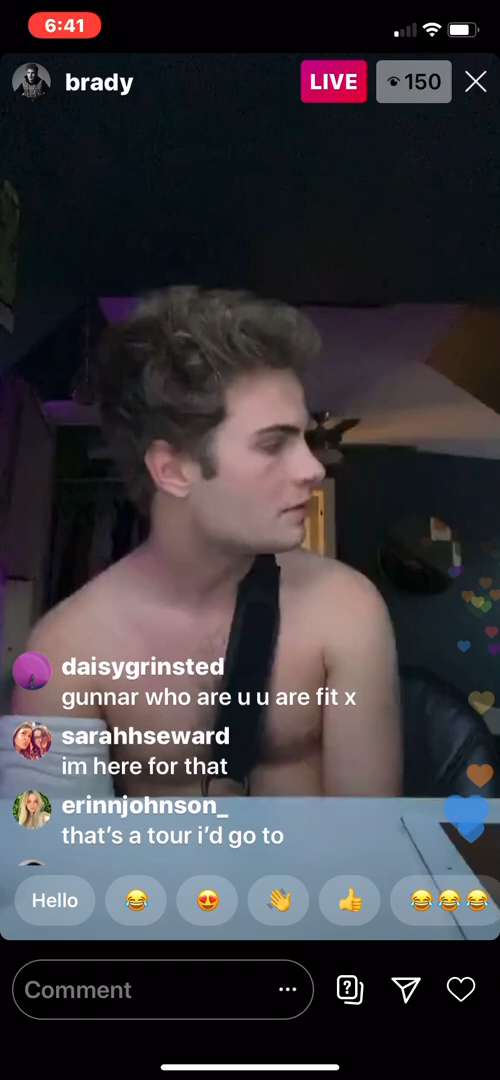 6:41
brady
LIVE
150
daisygrinsted
gunnar who are u u are fit x
sarahhseward
im here for that
erinnjohnson_
that’s a tour i’d go to
Hello
Comment